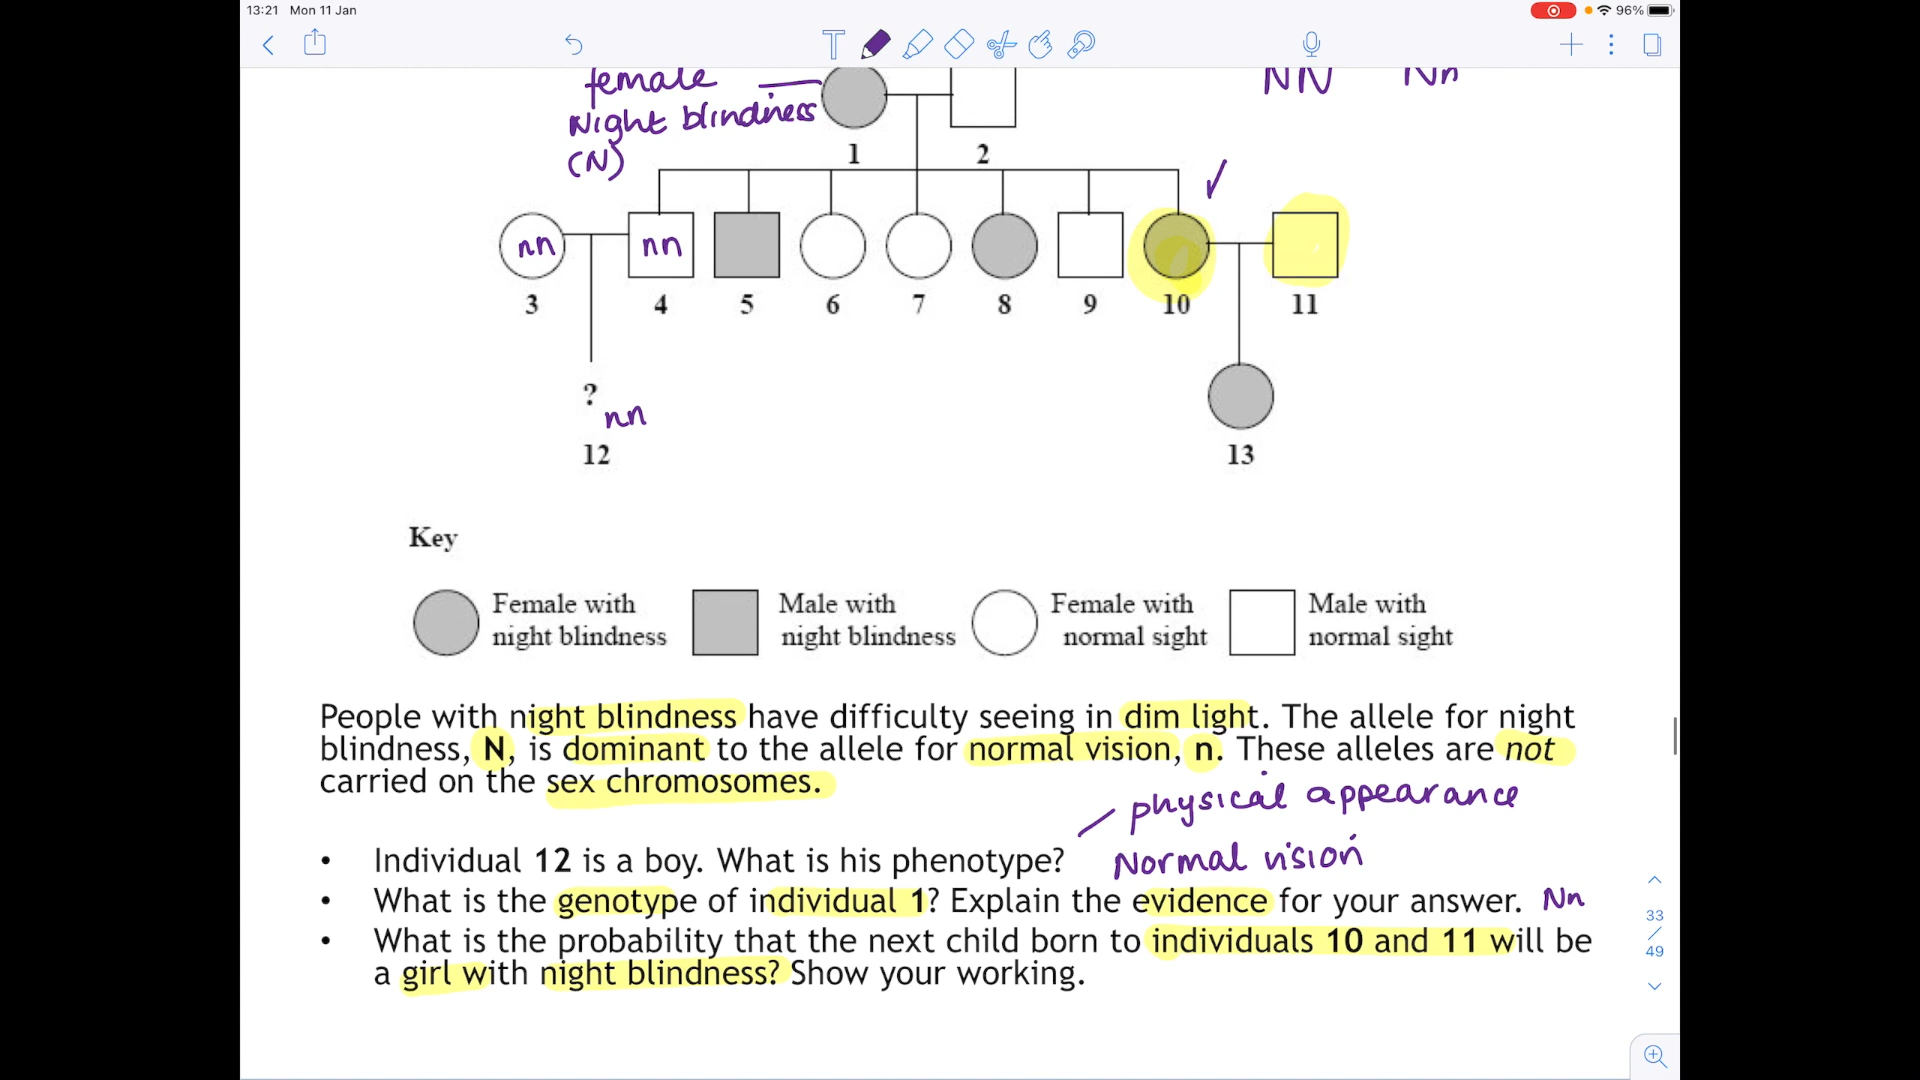 13:21 Mon 11 Jan
96%
T
female
Night blindness
(N)
NN Nn
1 2
nn nn
3 4 5 6 7 8 9 10 11
?
nn
12 13
Key
Female with
night blindness
Male with
night blindness
Female with
normal sight
Male with
normal sight
People with night blindness have difficulty seeing in dim light. The allele for night
blindness, N, is dominant to the allele for normal vision, n. These alleles are not
carried on the sex chromosomes.
physical appearance
• Individual 12 is a boy. What is his phenotype? Normal vision
• What is the genotype of individual 1? Explain the evidence for your answer. Nn
• What is the probability that the next child born to individuals 10 and 11 will be
a girl with night blindness? Show your working.
33
/
49